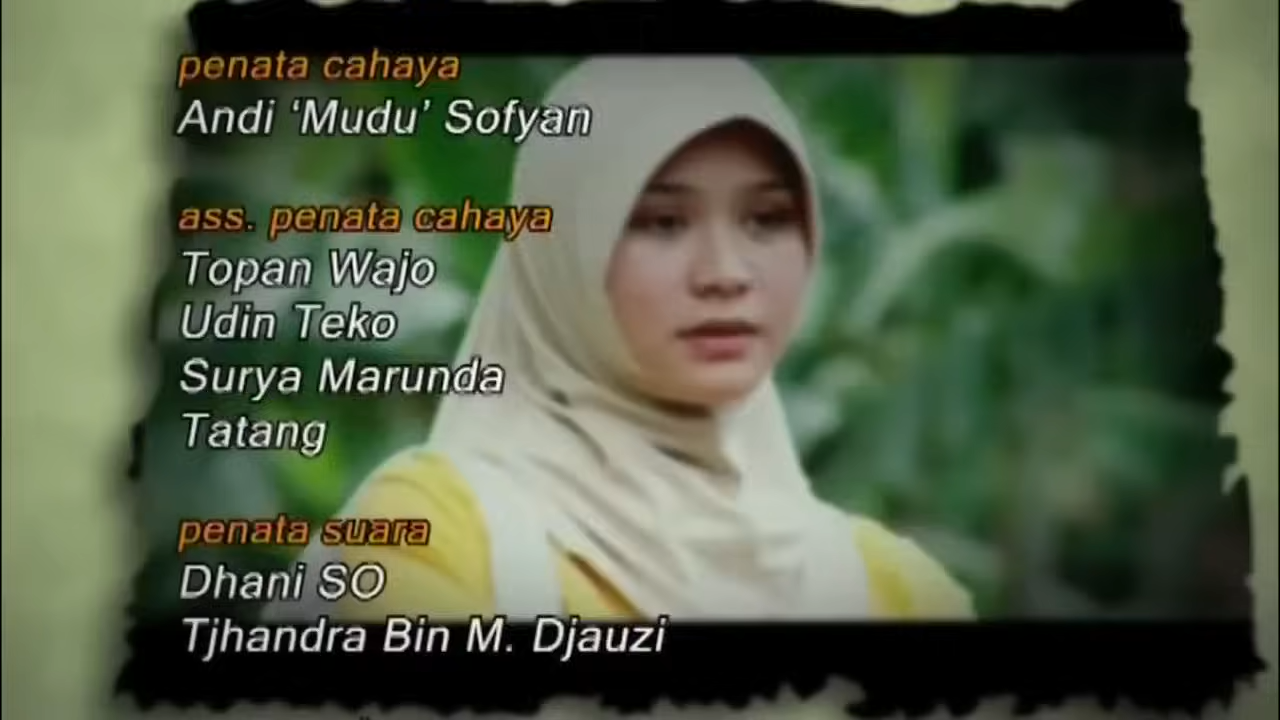 penata cahaya
Andi ‘Mudu’ Sofyan
ass. penata cahaya
Topan Wajo
Udin Teko
Surya Marunda
Tatang
penata suara
Dhani SO
Tjhandra Bin M. Djauzi